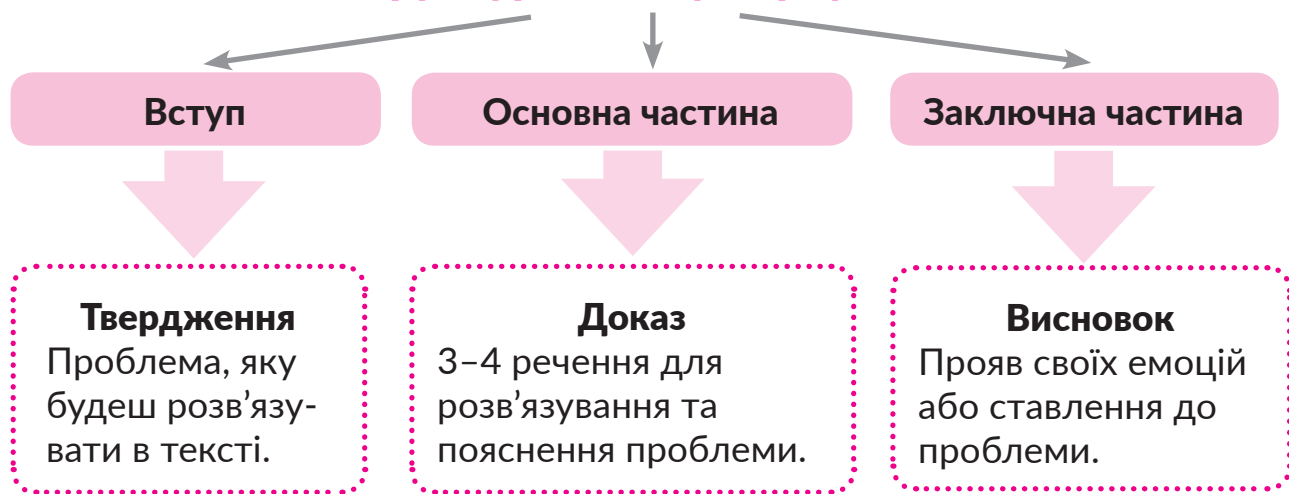 Вступ
Основна частина
Заключна частина
Твердження
Проблема, яку
будеш розв’язу-
вати в тексті.
Доказ
3–4 речення для
розв’язування та
пояснення проблеми.
Висновок
Прояв своїх емоцій
або ставлення до
проблеми.